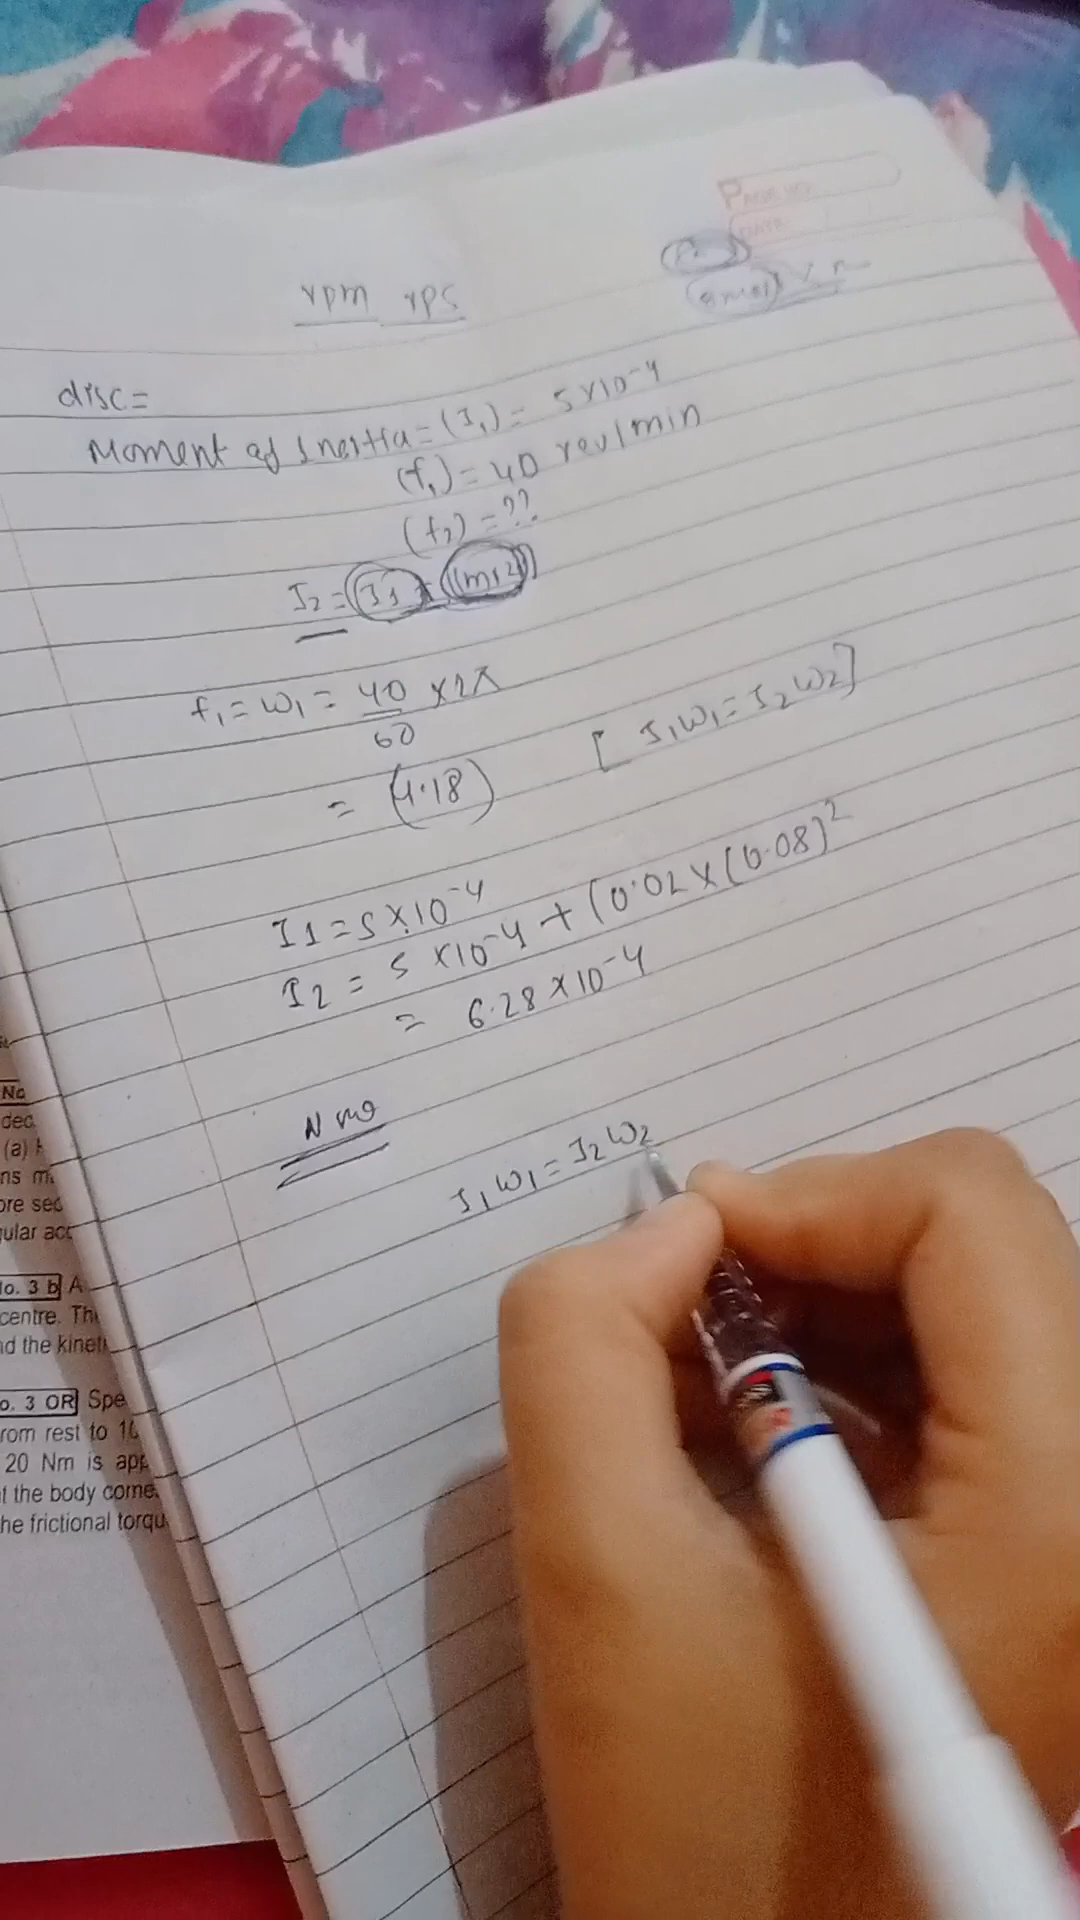 rpm rps
disc=
Moment of Inertia=(I₁)= 5×10⁻⁴
(f₁)=40 rev/min
(f₂)=??
I₂=(I1+(mr2))
f₁=ω₁= 40/60 ×2π
= (4.18)
[ I₁ω₁=I₂ω₂]
I1=5×10⁻⁴
I2 = 5 ×10⁻⁴+(0.02×(0.08)²
= 6.28×10⁻⁴
I₁ω₁=I₂ω₂
No
dec
(a)
ns m
ore sec
ular acc
o. 3 b A
centre. Th
d the kinet
o. 3 OR Spe
rom rest to 10
20 Nm is app
t the body come
he frictional torqu